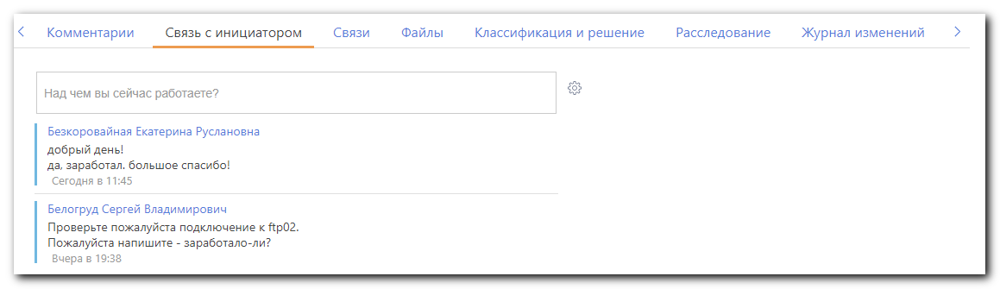 Комментарии Связь с инициатором Связи Файлы Классификация и решение Расследование Журнал изменений
Над чем вы сейчас работаете?
Безкоровайная Екатерина Руслановна
добрый день!
да, заработал. большое спасибо!
Сегодня в 11:45
Белогруд Сергей Владимирович
Проверьте пожалуйста подключение к ftp02.
Пожалуйста напишите - заработало-ли?
Вчера в 19:38